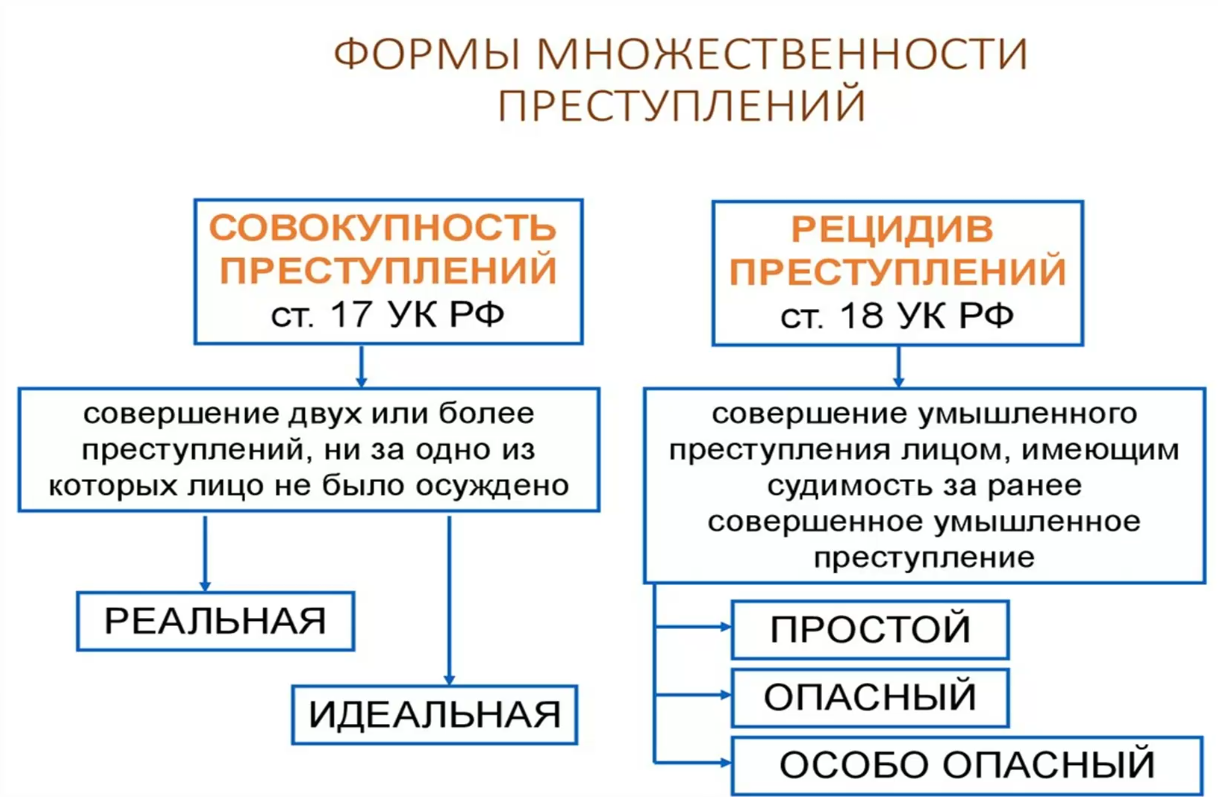 ФОРМЫ МНОЖЕСТВЕННОСТИ
ПРЕСТУПЛЕНИЙ
СОВОКУПНОСТЬ
ПРЕСТУПЛЕНИЙ
ст. 17 УК РФ
совершение двух или более
преступлений, ни за одно из
которых лицо не было осуждено
РЕАЛЬНАЯ
ИДЕАЛЬНАЯ
РЕЦИДИВ
ПРЕСТУПЛЕНИЙ
ст. 18 УК РФ
совершение умышленного
преступления лицом, имеющим
судимость за ранее
совершенное умышленное
преступление
ПРОСТОЙ
ОПАСНЫЙ
ОСОБО ОПАСНЫЙ